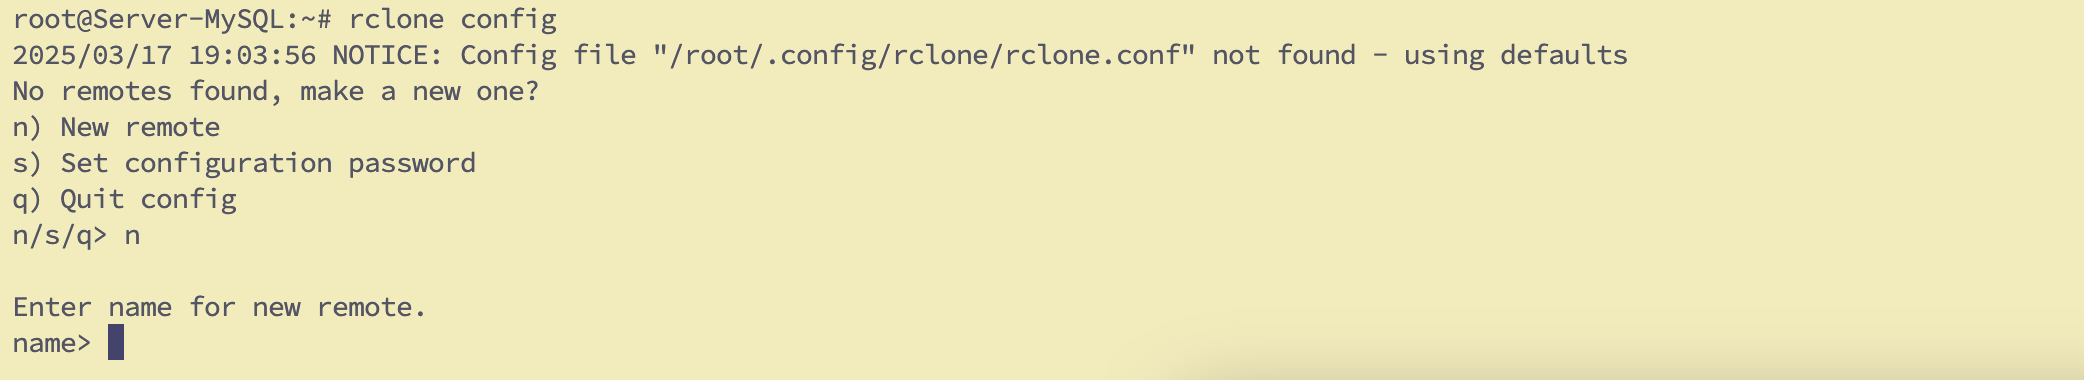 root@Server-MySQL:~# rclone config
2025/03/17 19:03:56 NOTICE: Config file "/root/.config/rclone/rclone.conf" not found - using defaults
No remotes found, make a new one?
n) New remote
s) Set configuration password
q) Quit config
n/s/q> n
Enter name for new remote.
name>